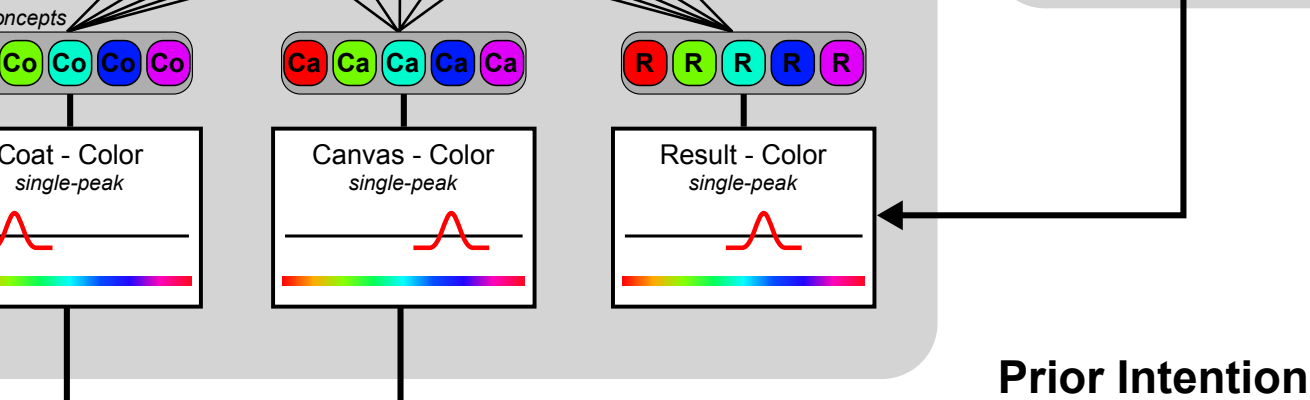 Co Co Co Co
Ca Ca Ca Ca Ca
R R R R R
Coat - Color
single-peak
Canvas - Color
single-peak
Result - Color
single-peak
Prior Intention